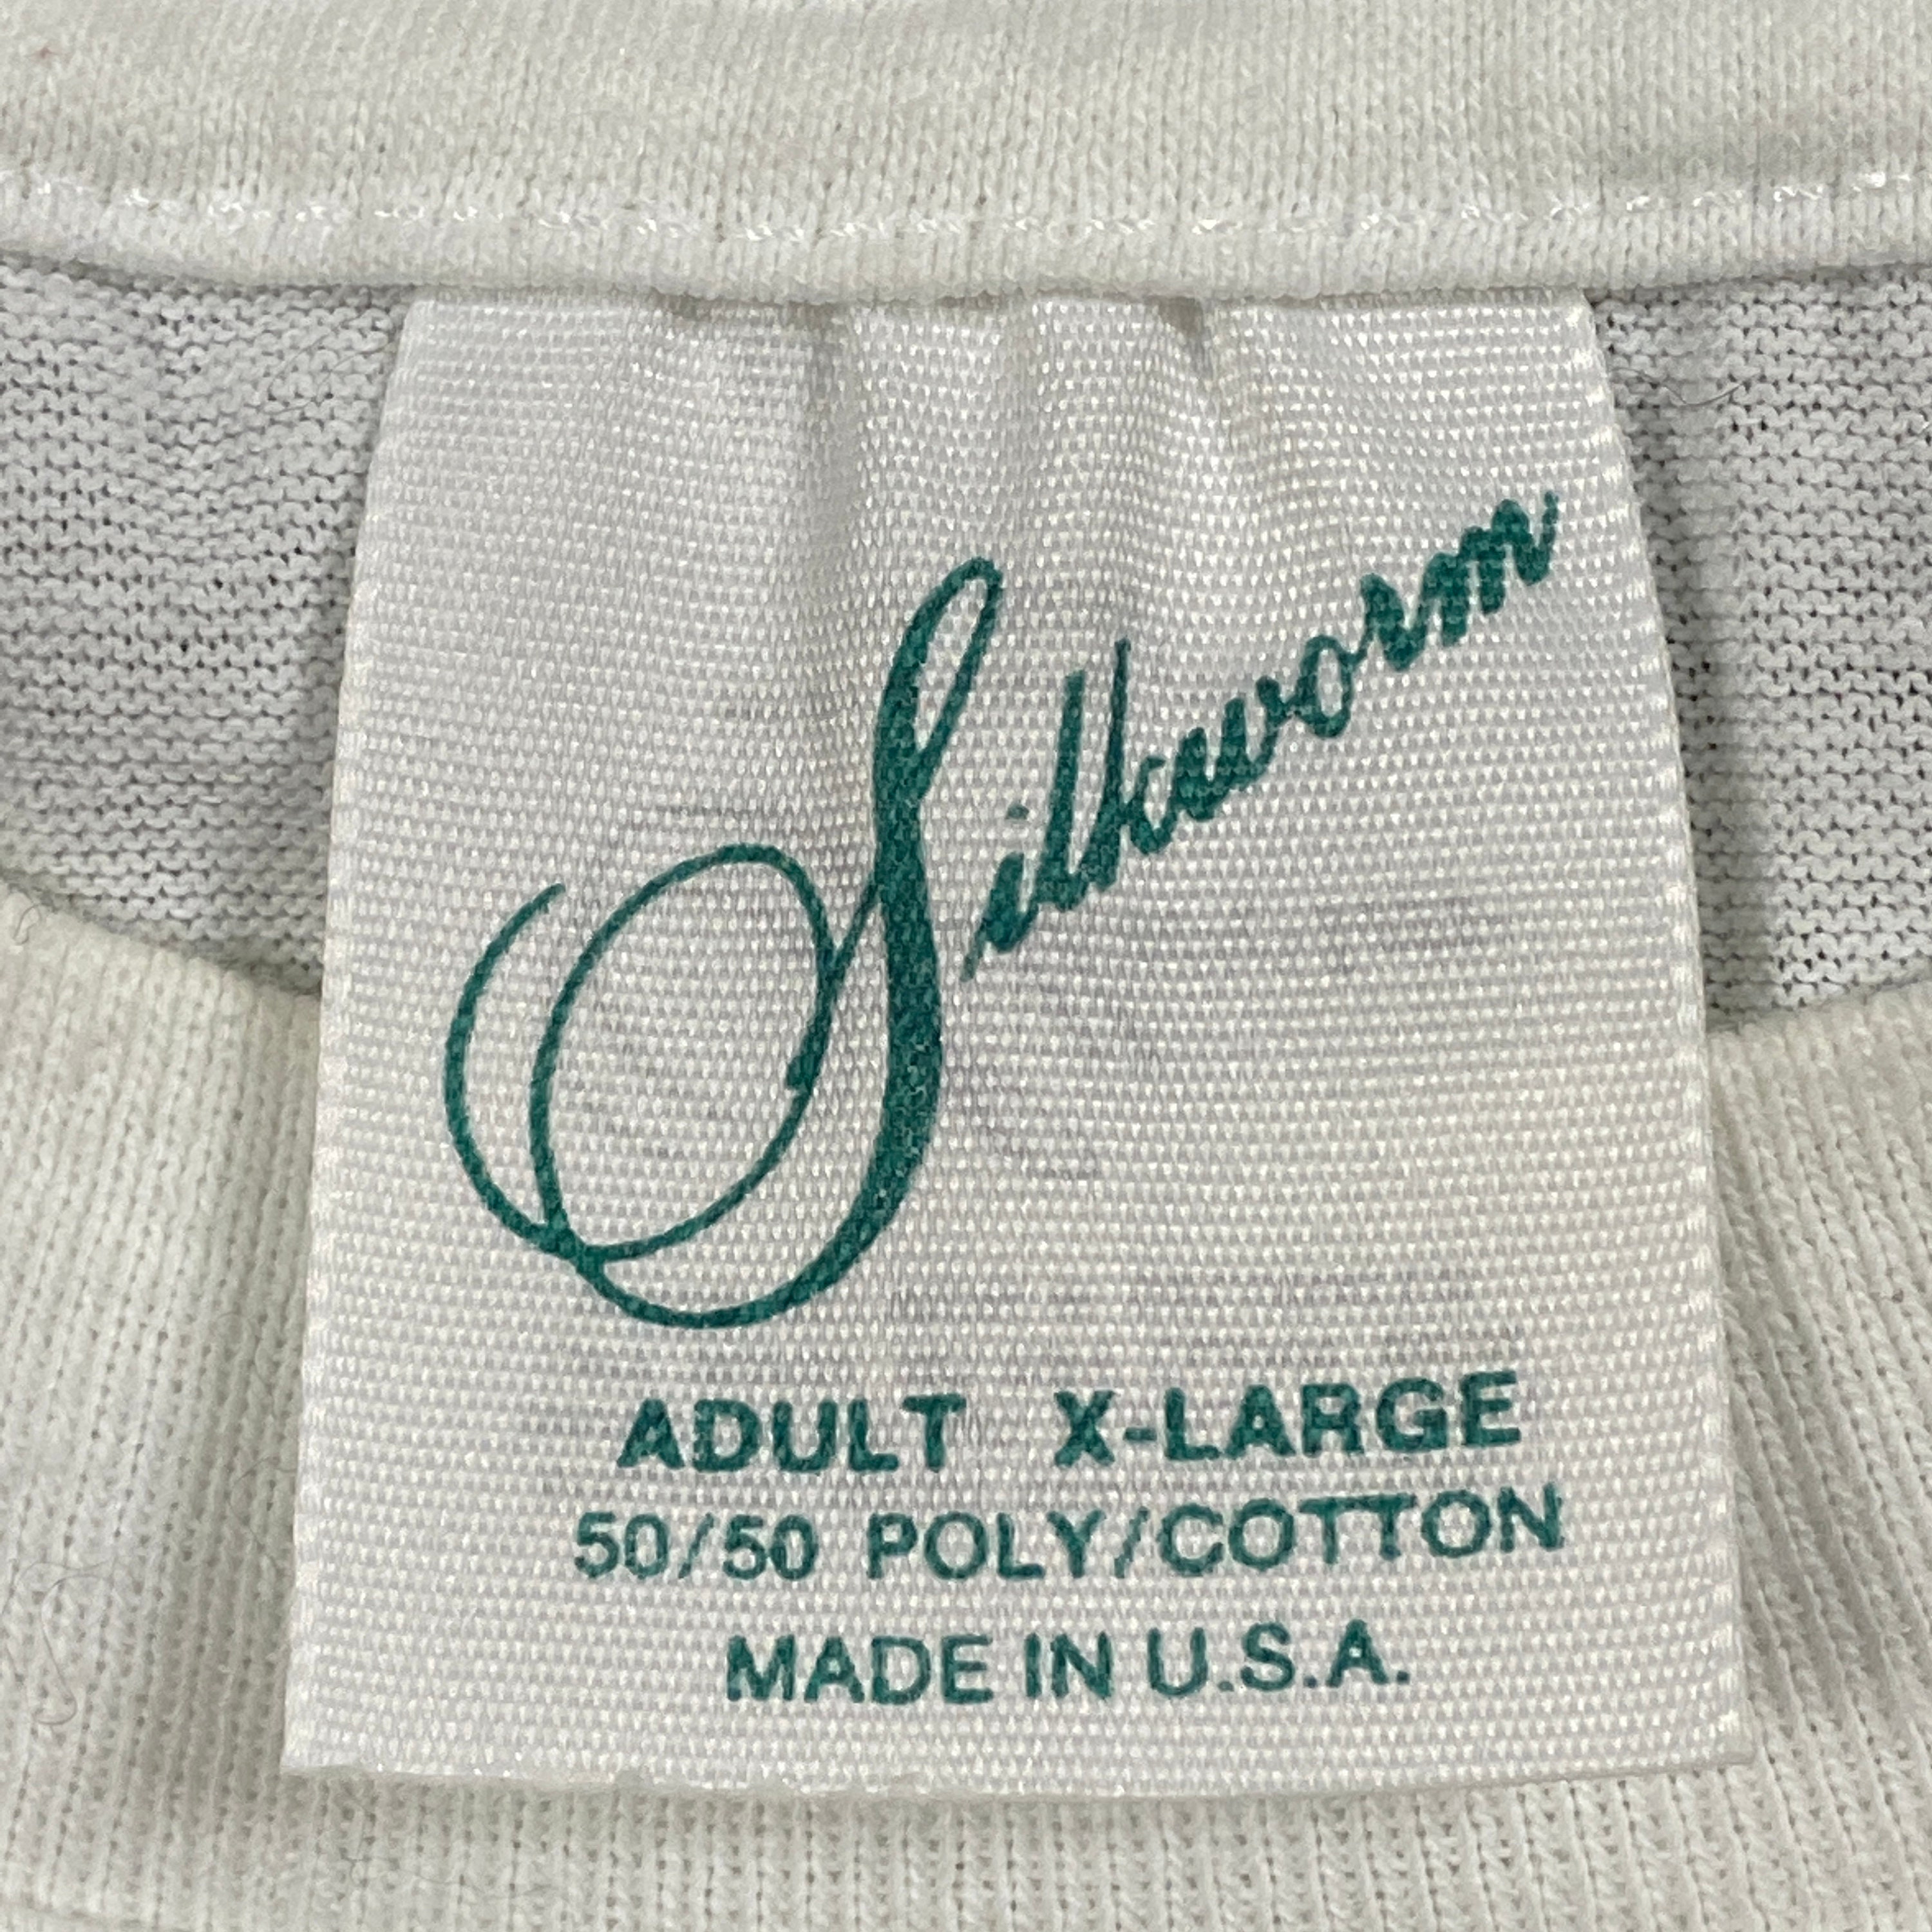 Silkworm
ADULT X-LARGE
50/50 POLY/COTTON
MADE IN U.S.A.